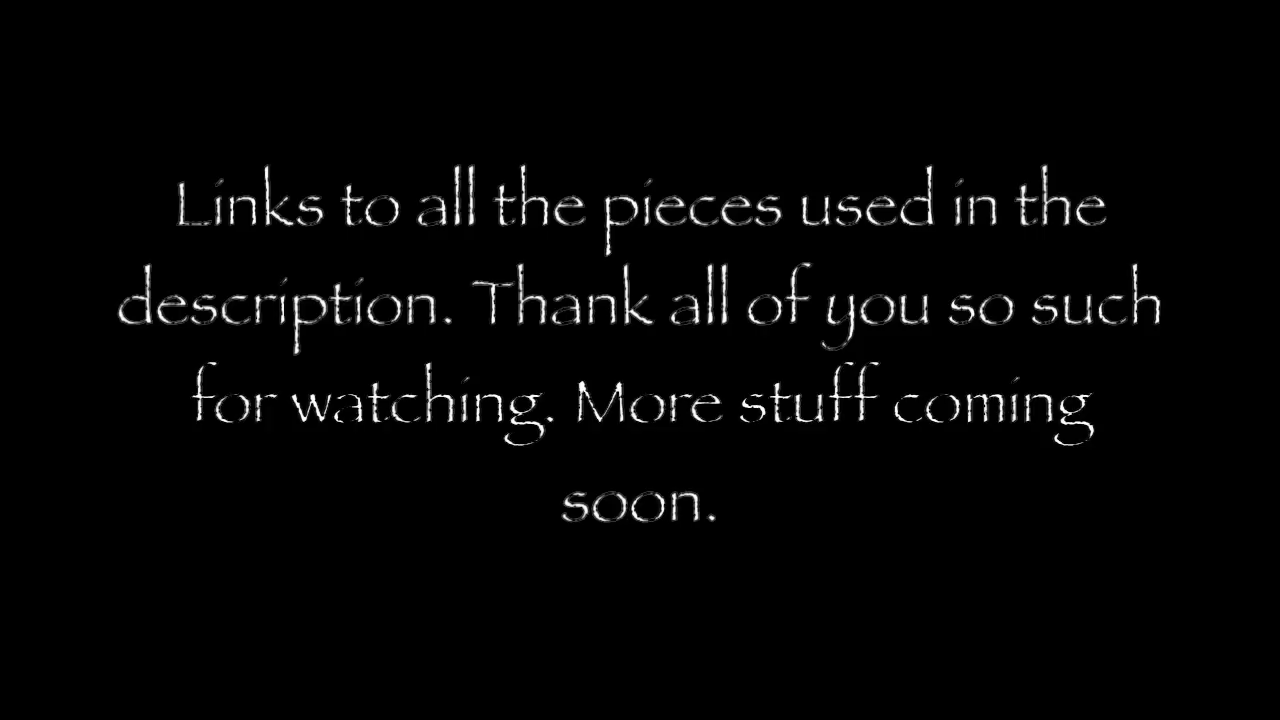 Links to all the pieces used in the
description. Thank all of you so such
for watching. More stuff coming
soon.